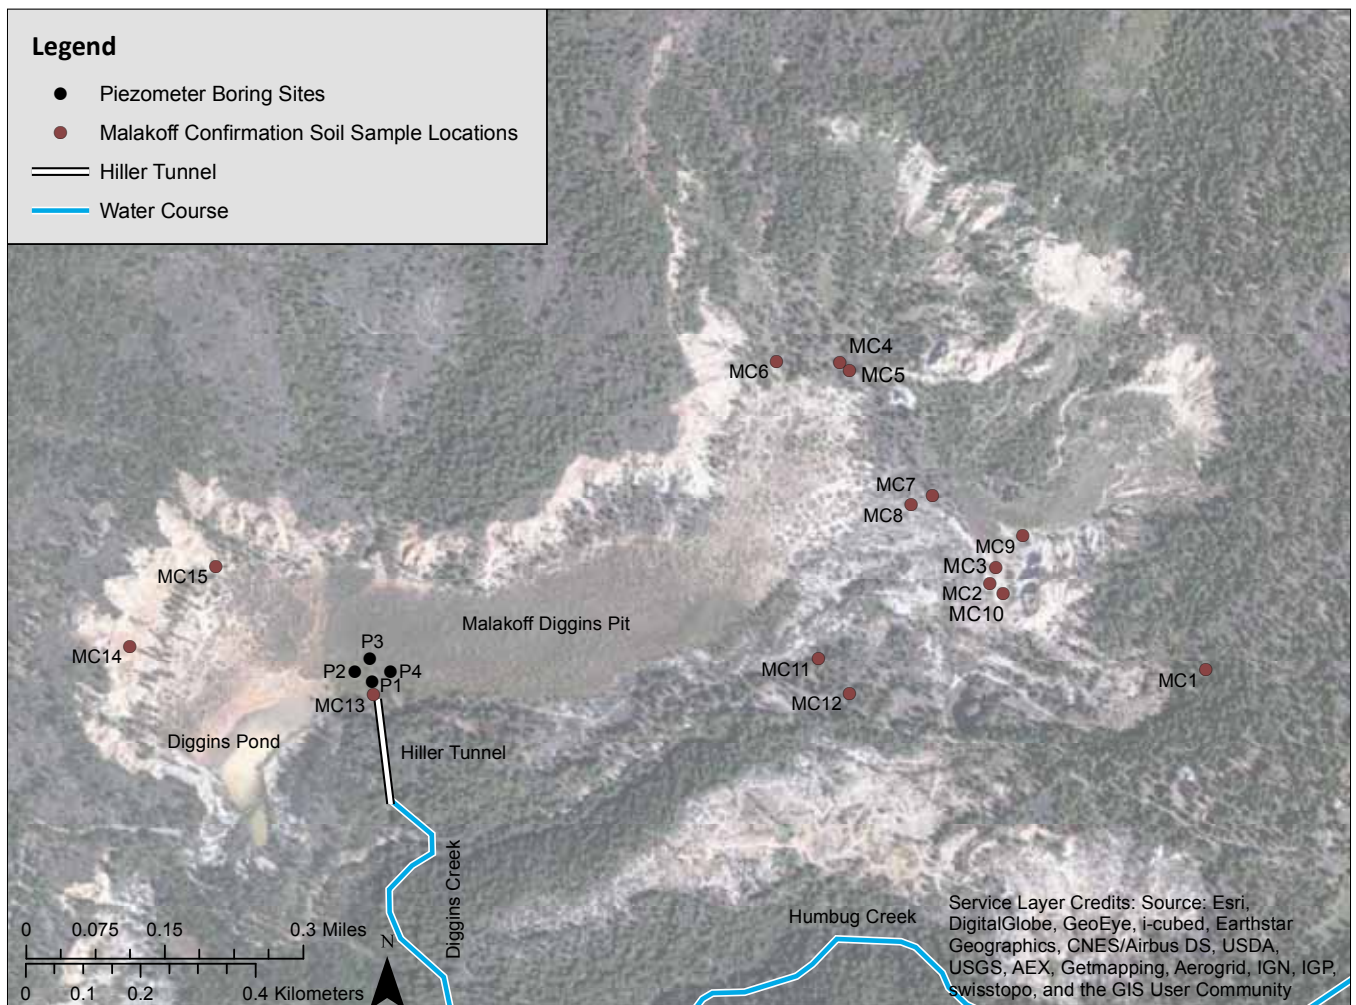 Legend
Piezometer Boring Sites
Malakoff Confirmation Soil Sample Locations
Hiller Tunnel
Water Course
MC4
MC6
MC5
MC7
MC8
MC9
MC3
MC15
MC2
MC10
Malakoff Diggins Pit
P3
MC14
P2
P4
MC11
MC1
P1
MC13
MC12
Diggins Pond
Hiller Tunnel
Diggins Creek
Humbug Creek
0 0.075 0.15 0.3 Miles
N
0 0.1 0.2 0.4 Kilometers
Service Layer Credits: Source: Esri,
DigitalGlobe, GeoEye, i-cubed, Earthstar
Geographics, CNES/Airbus DS, USDA,
USGS, AEX, Getmapping, Aerogrid, IGN, IGP,
swisstopo, and the GIS User Community